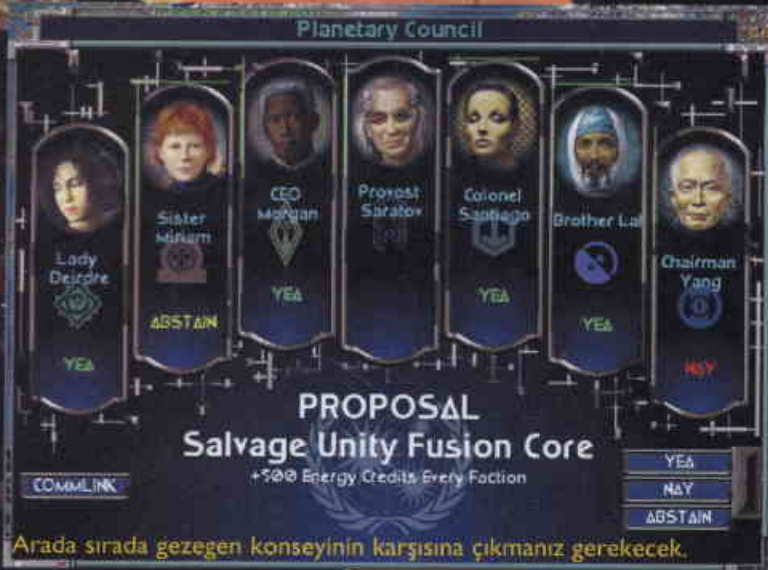 Planetary Council
Lady
Deirdre
YEA
Sister
Miriam
ABSTAIN
CEO
Morgan
YEA
Provost
Saratov
Colonel
Santiago
YEA
Brother Lal
YEA
Chairman
Yang
NAY
PROPOSAL
Salvage Unity Fusion Core
+500 Energy Credits Every Faction
COMMLINK
YEA
NAY
ABSTAIN
Arada sırada gezegen konseyinin karşısına çıkmanız gerekecek.